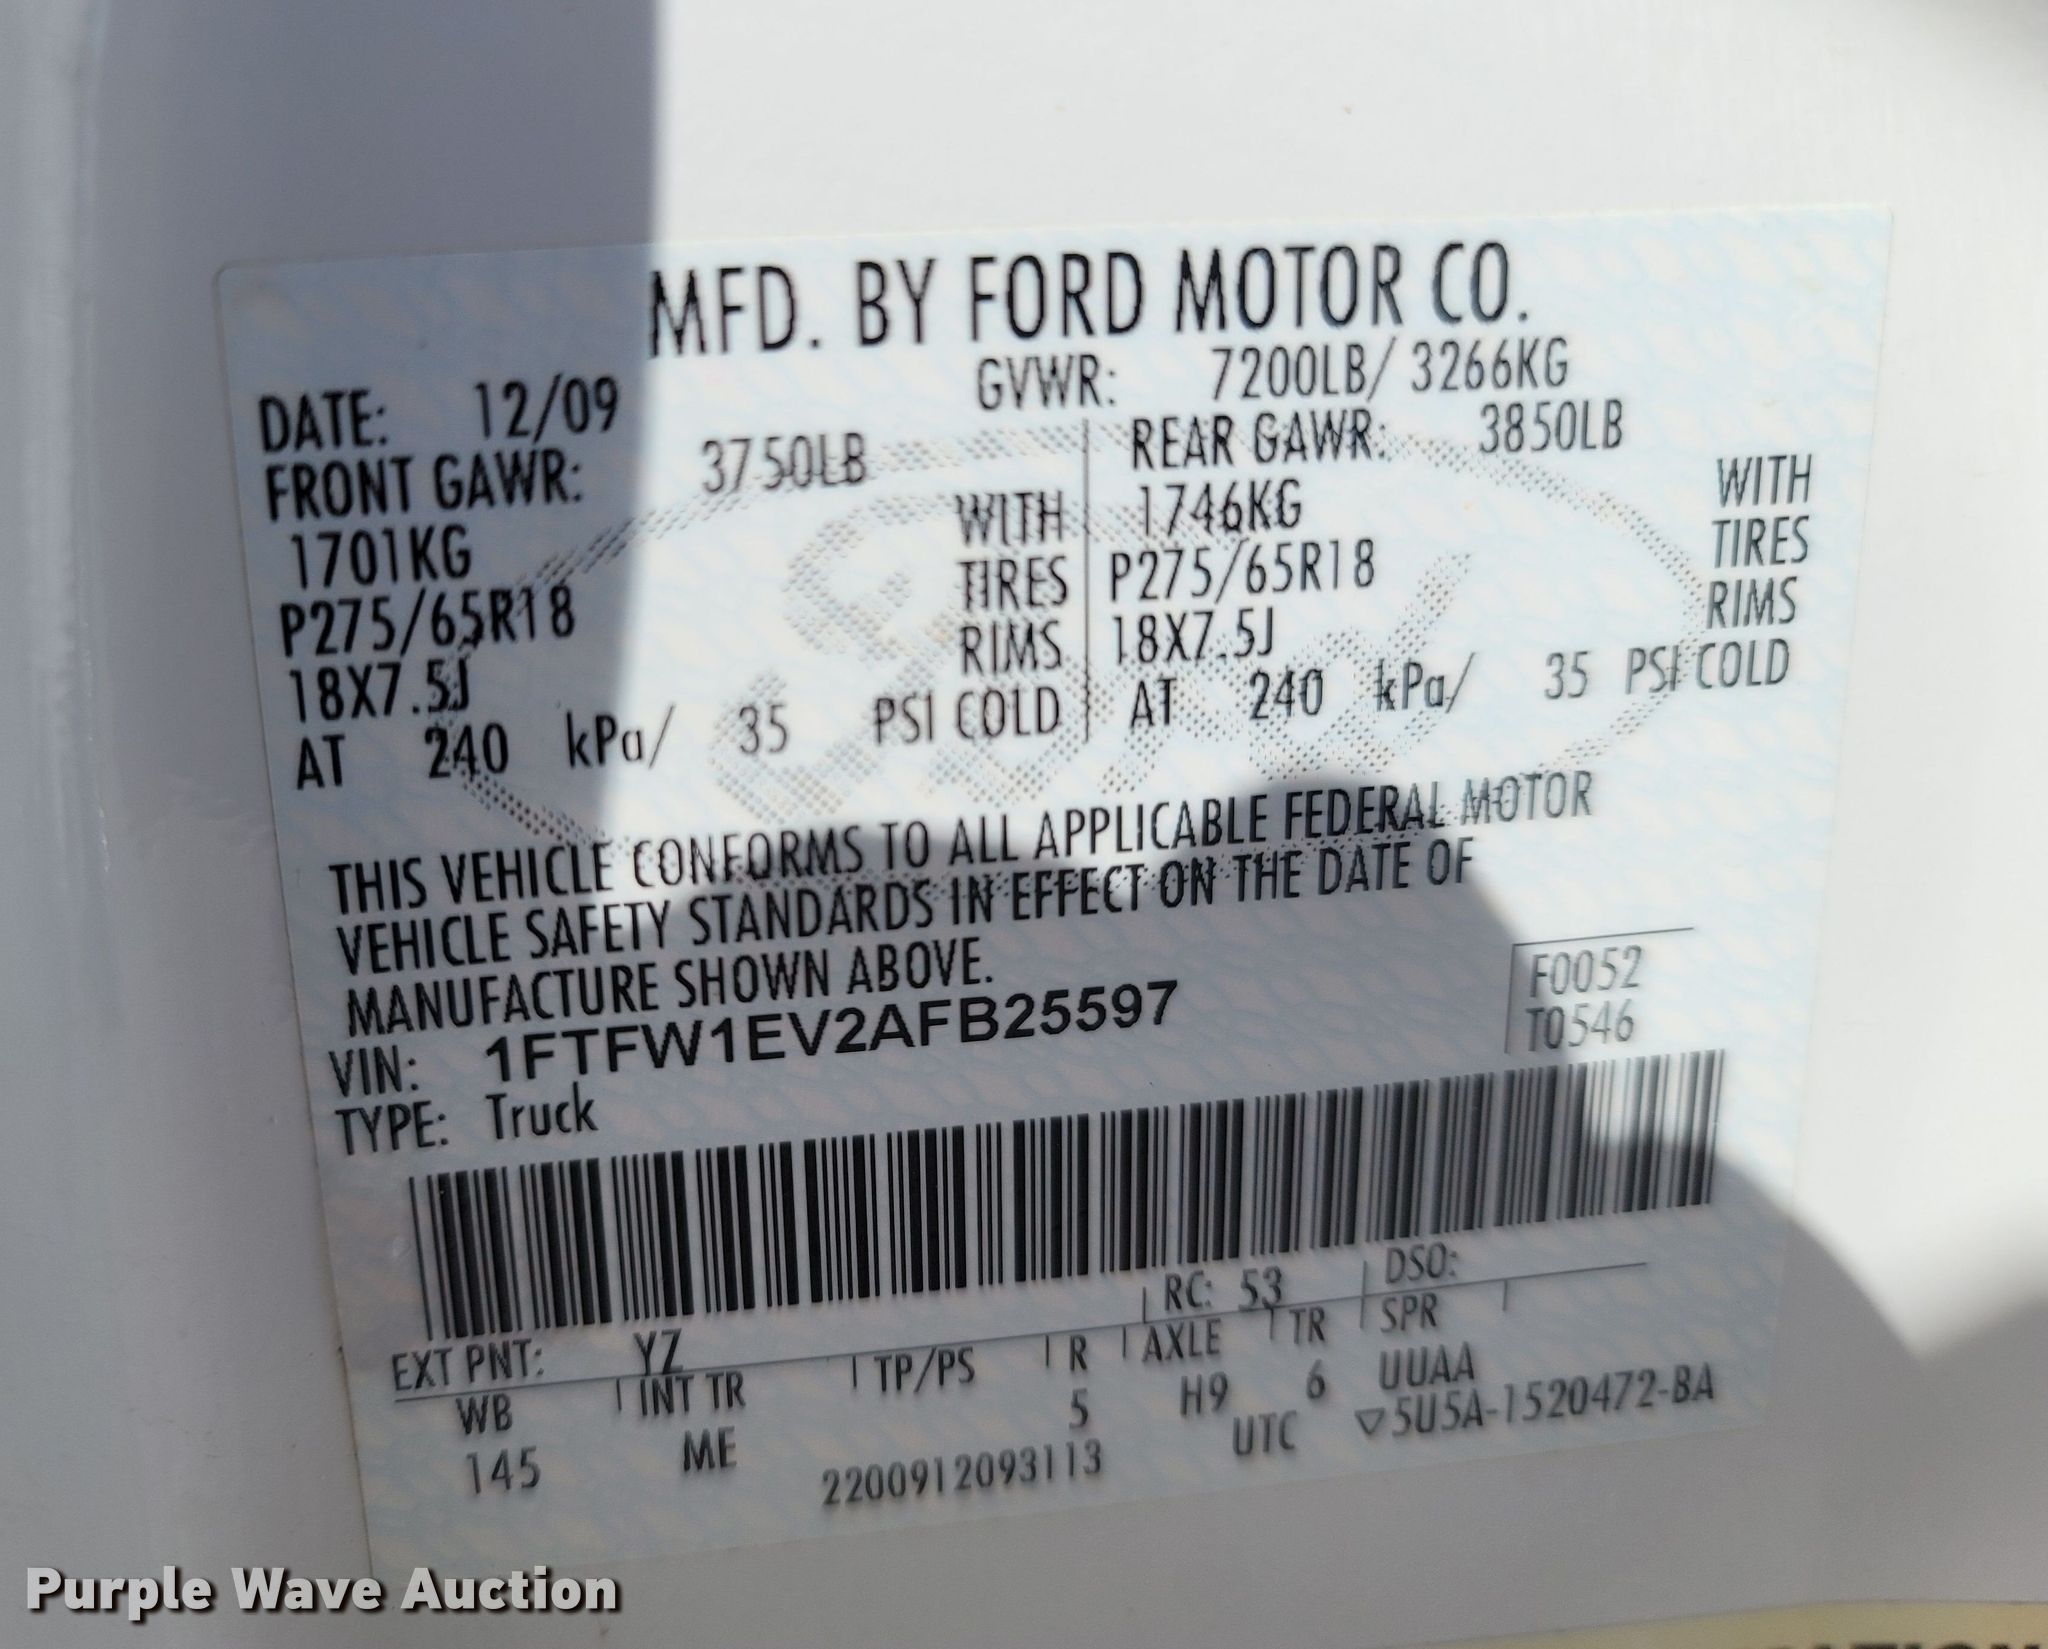 MFD. BY FORD MOTOR CO.
DATE: 12/09 GVWR: 7200LB/ 3266KG
FRONT GAWR: 3750LB REAR GAWR: 3850LB
1701KG WITH 1746KG WITH
P275/65R18 TIRES P275/65R18 TIRES
18X7.5J RIMS 18X7.5J RIMS
AT 240 kPa/ 35 PSI COLD AT 240 kPa/ 35 PSI COLD
THIS VEHICLE CONFORMS TO ALL APPLICABLE FEDERAL MOTOR
VEHICLE SAFETY STANDARDS IN EFFECT ON THE DATE OF
MANUFACTURE SHOWN ABOVE.
F0052
VIN: 1FTFW1EV2AFB25597
T0546
TYPE: Truck
RC: 53 DSO:
EXT PNT: YZ
WB INT TR TP/PS R AXLE TR SPR
145 ME 5 H9 6 UUAA
2200912093113 UTC ▽5U5A-1520472-BA
Purple Wave Auction